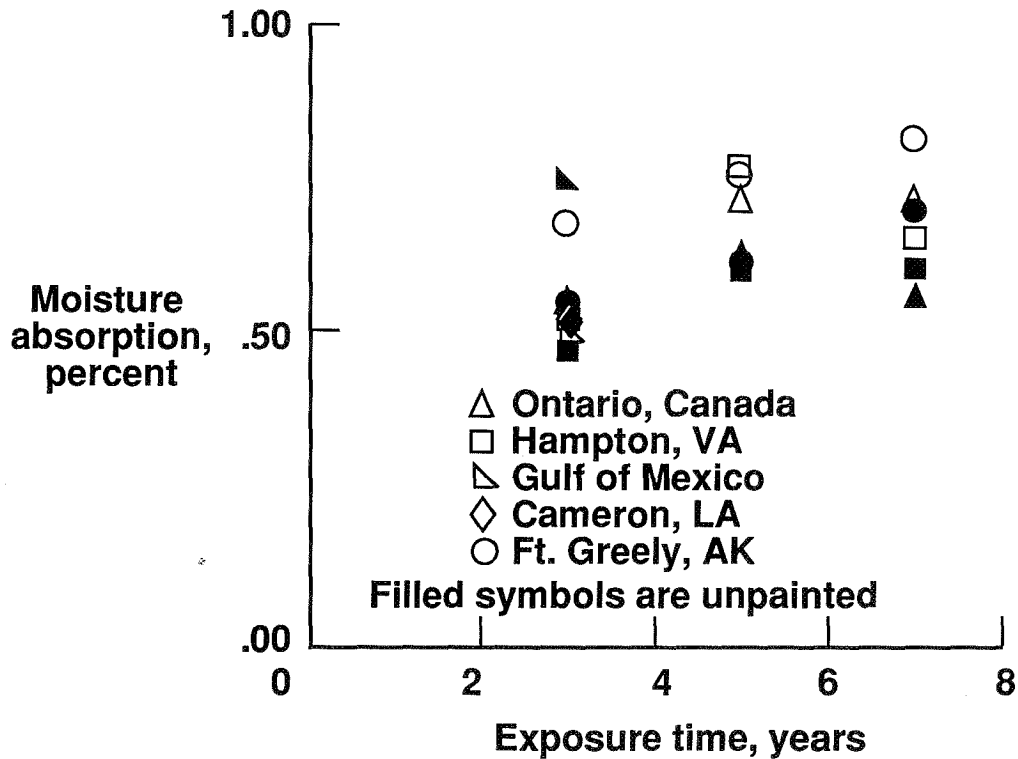 1.00
Moisture
absorption,
percent
.50
Ontario, Canada
Hampton, VA
Gulf of Mexico
Cameron, LA
Ft. Greely, AK
Filled symbols are unpainted
.00
0 2 4 6 8
Exposure time, years